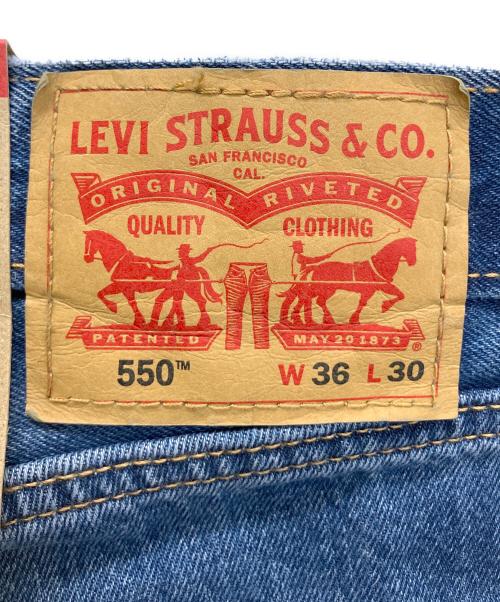 LEVI STRAUSS & CO.
SAN FRANCISCO
CAL.
ORIGINAL RIVETED
QUALITY CLOTHING
PATENTED MAY 20 1873 ®
550™ W 36 L 30